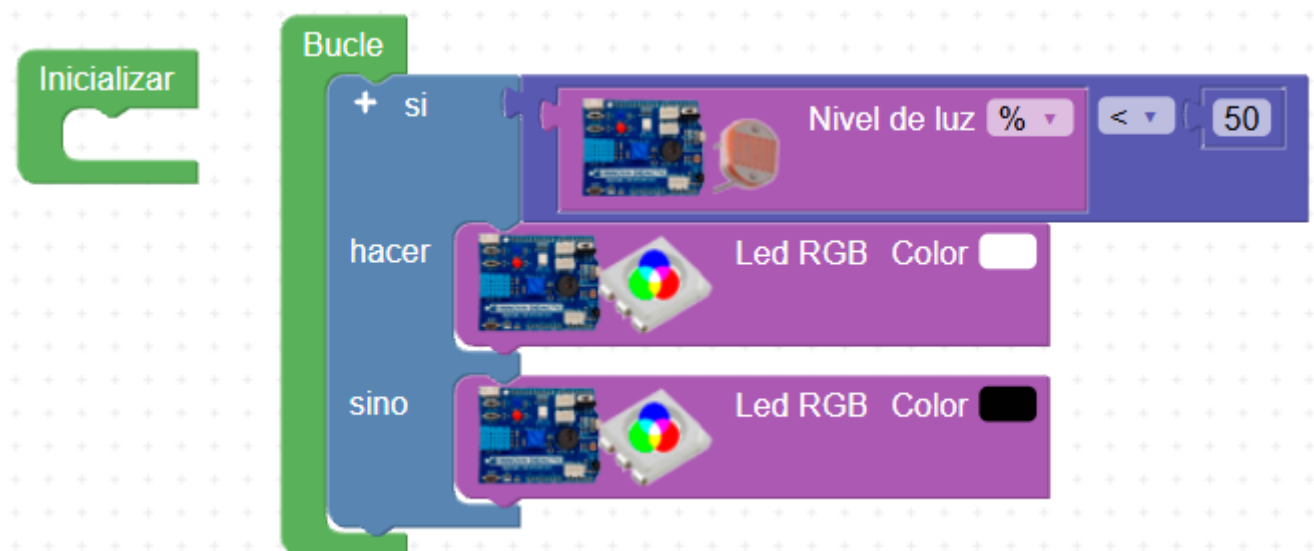 Inicializar
Bucle
+ si
Nivel de luz % < 50
hacer
Led RGB Color
sino
Led RGB Color